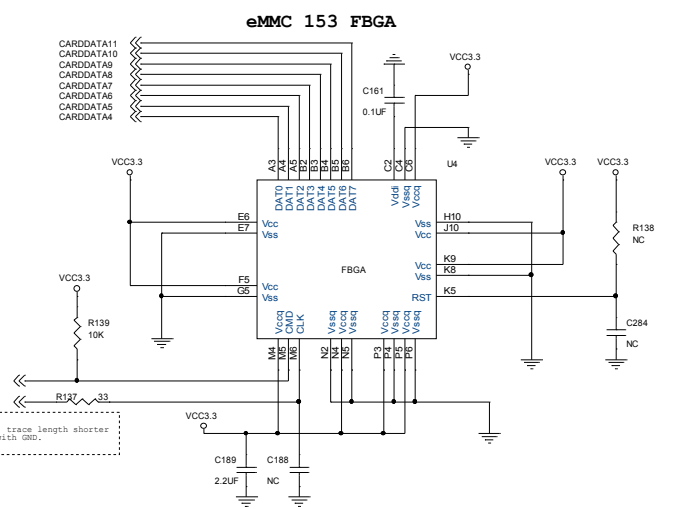 eMMC 153 FBGA
CARDDATA11
CARDDATA10
CARDDATA9
CARDDATA8
CARDDATA7
CARDDATA6
CARDDATA5
CARDDATA4
VCC3.3
C161
0.1UF
VCC3.3
A3 A4 A5 B2 B3 B4 B5 B6
C2 C4 C6
U4
VCC3.3
VCC3.3
DAT0 DAT1 DAT2 DAT3 DAT4 DAT5 DAT6 DAT7
Vddi Vssq Vccq
E6 Vcc
E7 Vss
Vss H10
Vcc J10
R138
NC
Vcc K9
Vss K8
FBGA
F5 Vcc
G5 Vss
RST K5
VCC3.3
R139
10K
C284
NC
Vccq CMD CLK
Vssq Vccq Vssq
Vccq Vssq Vccq Vssq
M4 M5 M6
N2 N4 N5
P3 P4 P5 P6
R137 33
trace length shorter
with GND.
VCC3.3
C189
2.2UF
C188
NC